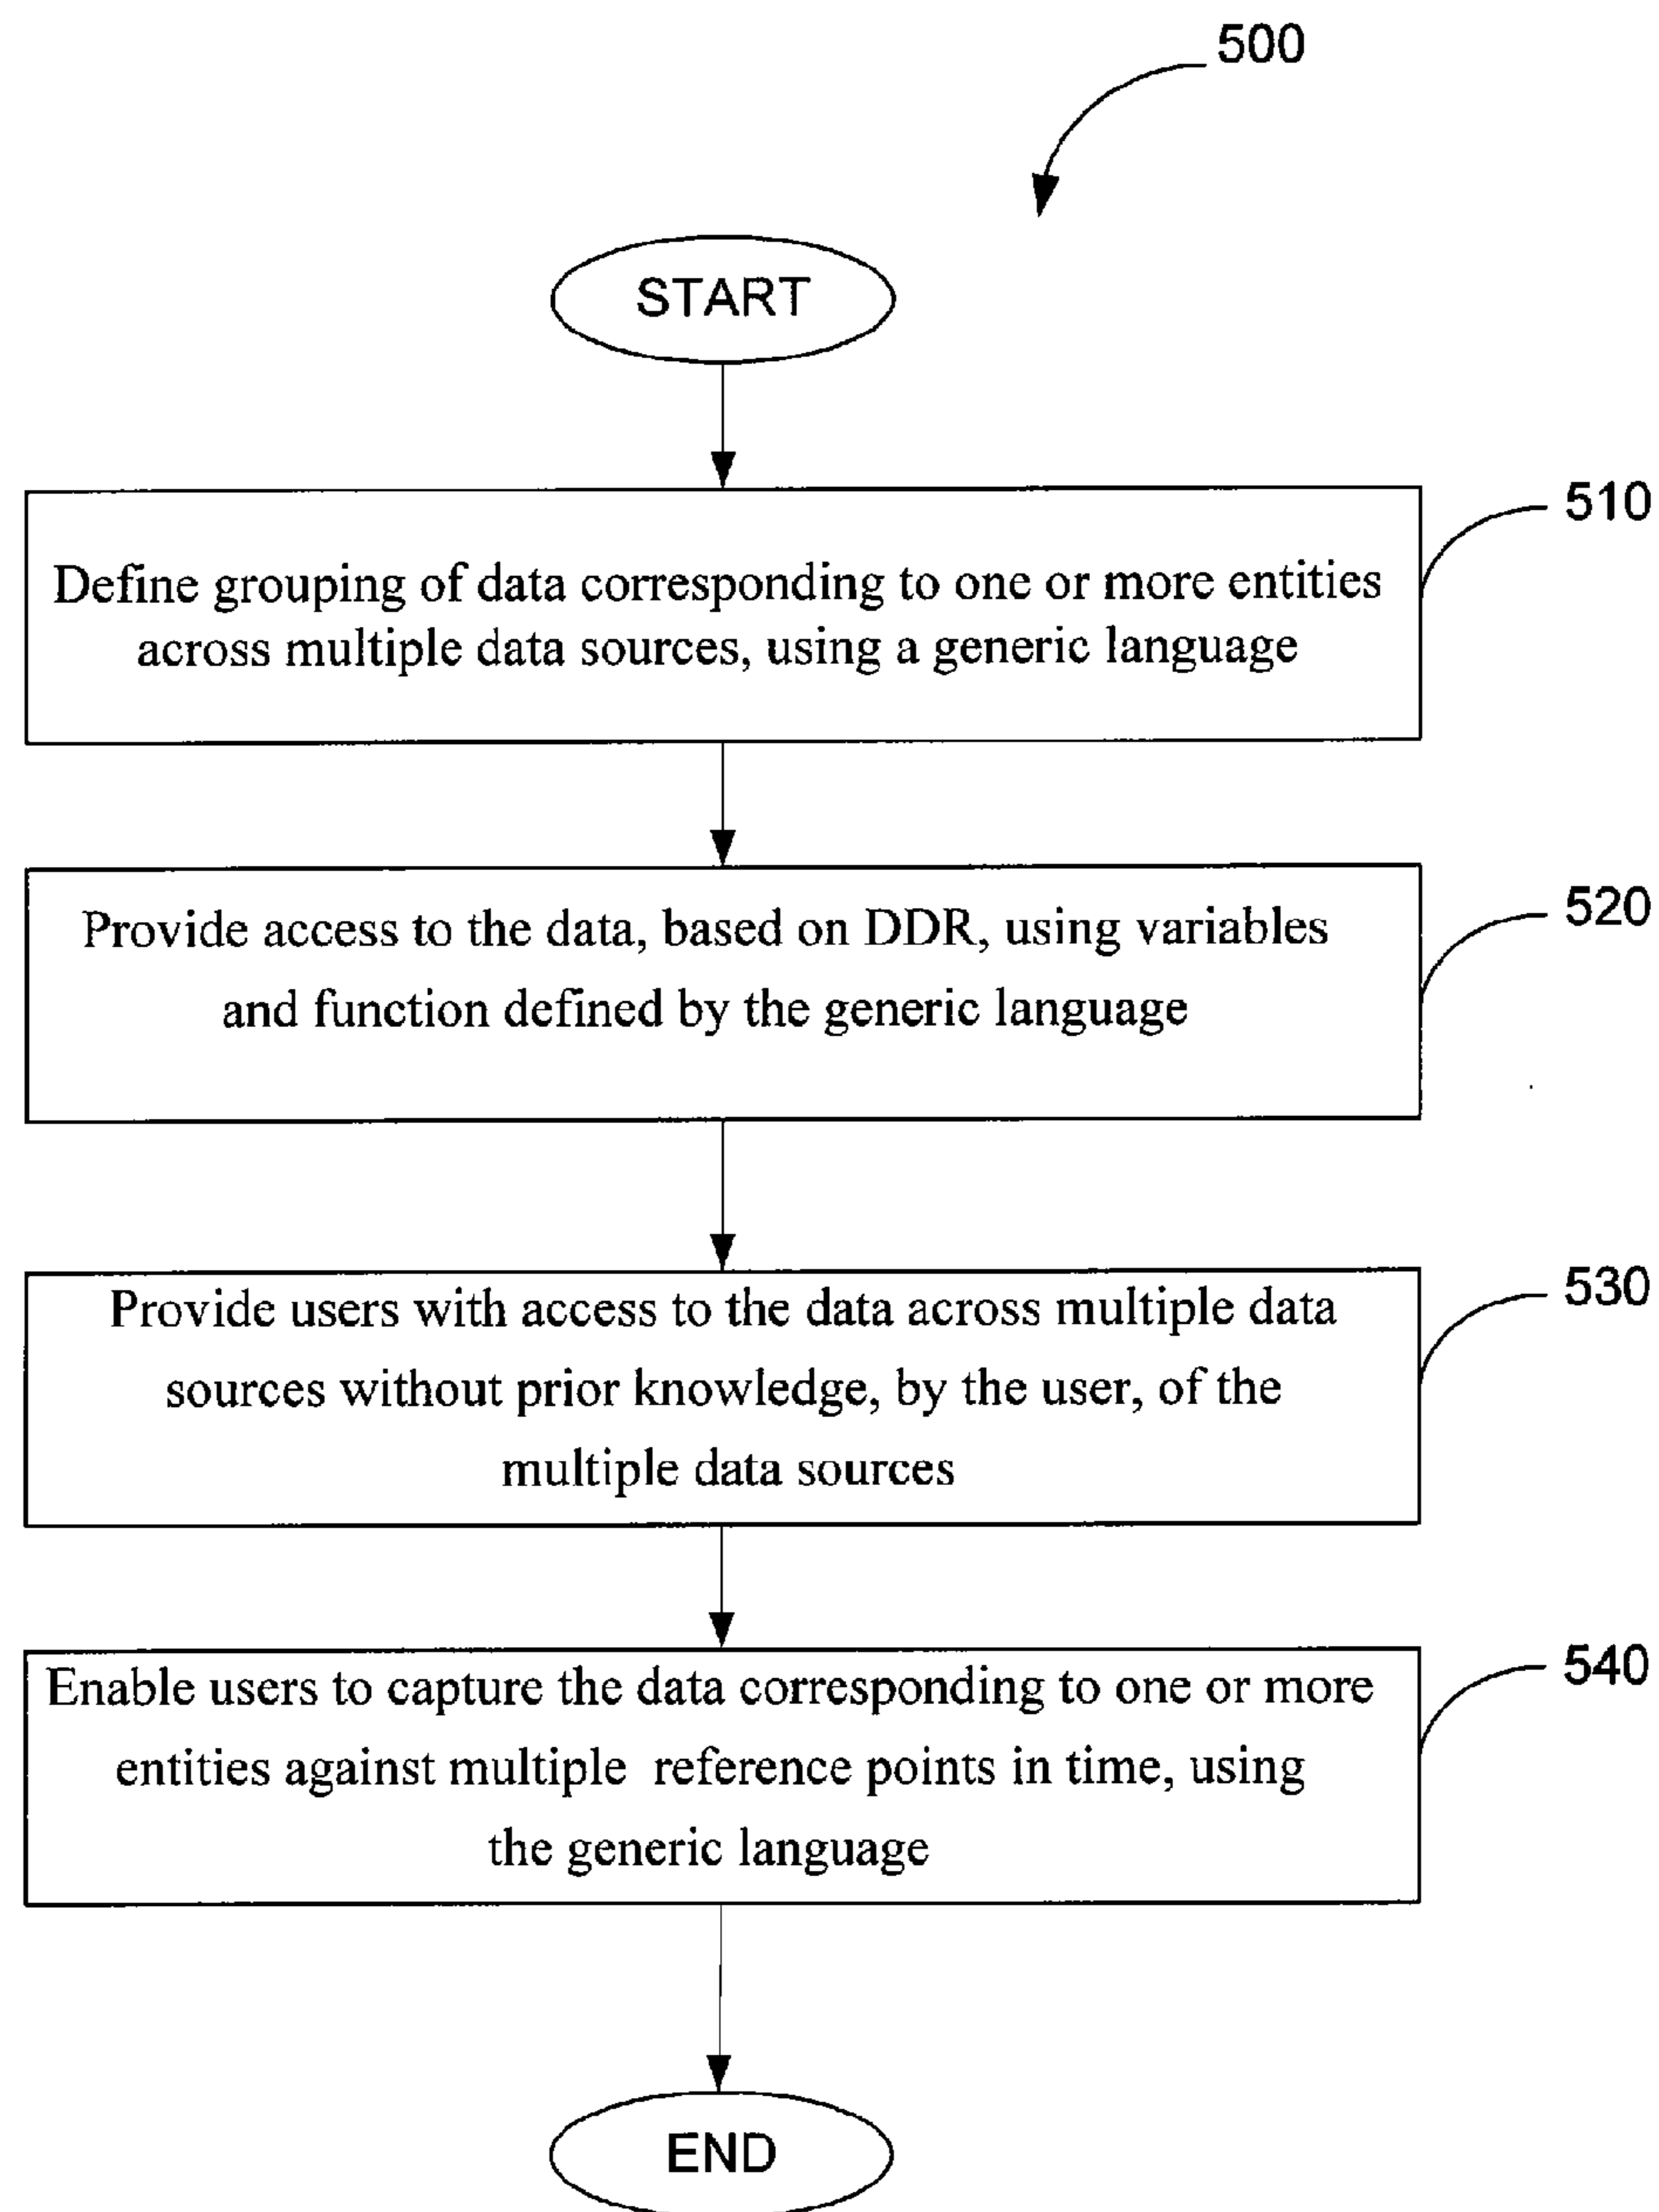 500
START
510
Define grouping of data corresponding to one or more entities
across multiple data sources, using a generic language
520
Provide access to the data, based on DDR, using variables
and function defined by the generic language
530
Provide users with access to the data across multiple data
sources without prior knowledge, by the user, of the
multiple data sources
540
Enable users to capture the data corresponding to one or more
entities against multiple reference points in time, using
the generic language
END